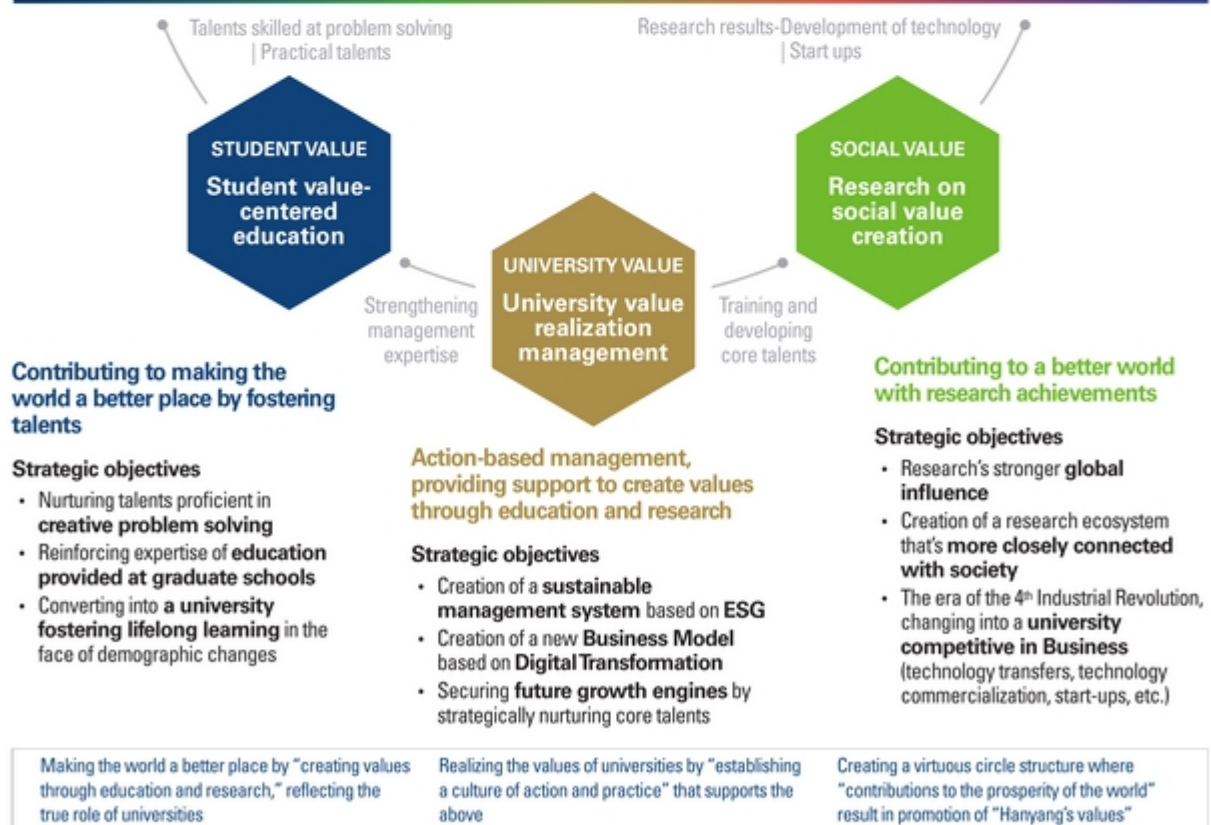 Talents skilled at problem solving
| Practical talents
Research results-Development of technology
| Start ups
STUDENT VALUE
Student value-
centered
education
SOCIAL VALUE
Research on
social value
creation
UNIVERSITY VALUE
University value
realization
management
Strengthening
management
expertise
Training and
developing
core talents
Contributing to making the
world a better place by fostering
talents
Strategic objectives
• Nurturing talents proficient in
creative problem solving
• Reinforcing expertise of education
provided at graduate schools
• Converting into a university
fostering lifelong learning in the
face of demographic changes
Action-based management,
providing support to create values
through education and research
Strategic objectives
• Creation of a sustainable
management system based on ESG
• Creation of a new Business Model
based on Digital Transformation
• Securing future growth engines by
strategically nurturing core talents
Contributing to a better world
with research achievements
Strategic objectives
• Research's stronger global
influence
• Creation of a research ecosystem
that's more closely connected
with society
• The era of the 4th Industrial Revolution,
changing into a university
competitive in Business
(technology transfers, technology
commercialization, start-ups, etc.)
Making the world a better place by "creating values
through education and research," reflecting the
true role of universities
Realizing the values of universities by "establishing
a culture of action and practice" that supports the
above
Creating a virtuous circle structure where
"contributions to the prosperity of the world"
result in promotion of "Hanyang's values"